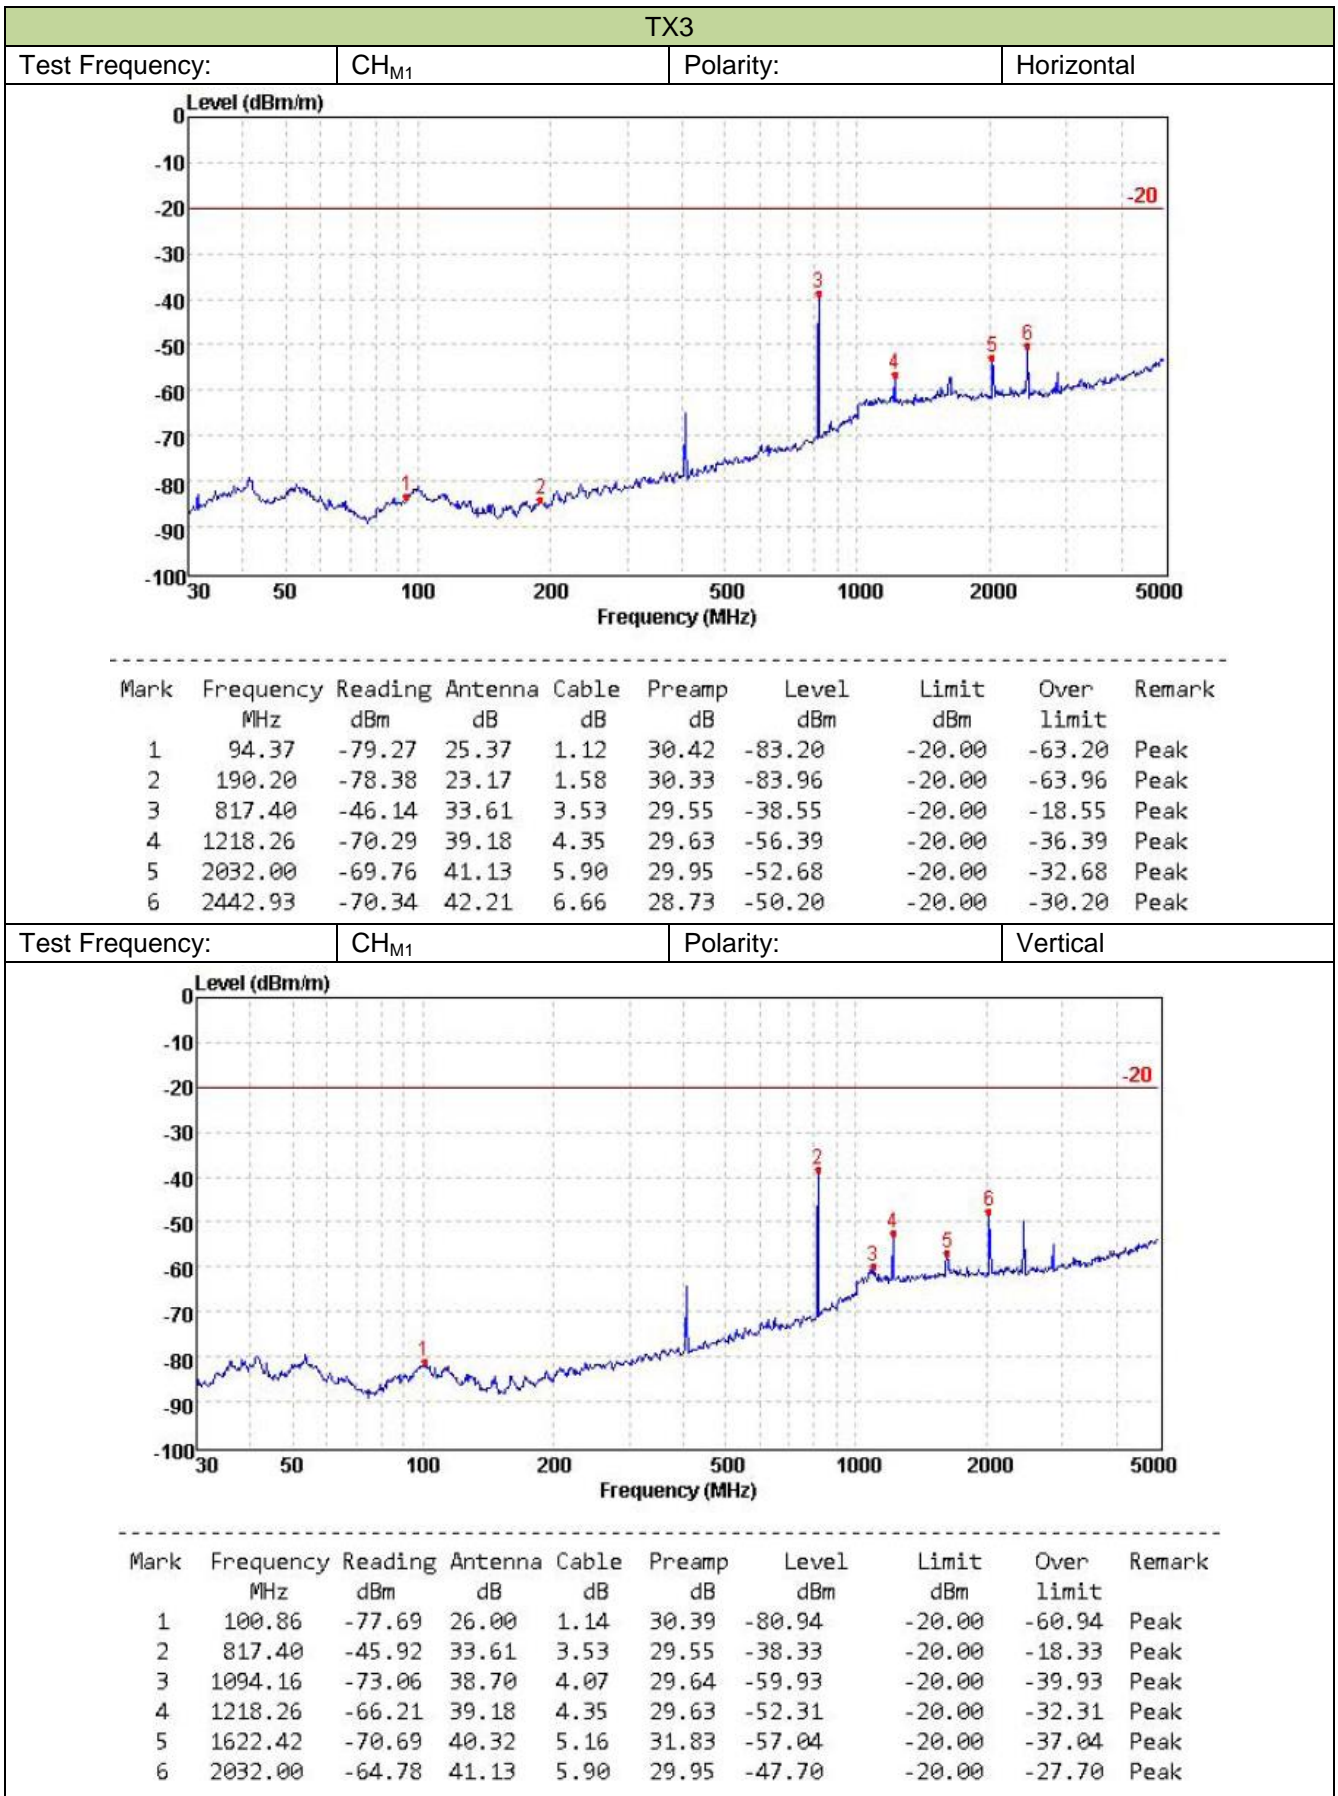 TX3
Test Frequency: CHM1 Polarity: Horizontal
Level (dBm/m)
0
-10
-20 -20
-30
3
-40
-50 6
5
4
-60
-70
-80 1 2
-90
-100
30 50 100 200 500 1000 2000 5000
Frequency (MHz)
Mark Frequency Reading Antenna Cable Preamp Level Limit Over Remark
MHz dBm dB dB dB dBm dBm limit
1 94.37 -79.27 25.37 1.12 30.42 -83.20 -20.00 -63.20 Peak
2 190.20 -78.38 23.17 1.58 30.33 -83.96 -20.00 -63.96 Peak
3 817.40 -46.14 33.61 3.53 29.55 -38.55 -20.00 -18.55 Peak
4 1218.26 -70.29 39.18 4.35 29.63 -56.39 -20.00 -36.39 Peak
5 2032.00 -69.76 41.13 5.90 29.95 -52.68 -20.00 -32.68 Peak
6 2442.93 -70.34 42.21 6.66 28.73 -50.20 -20.00 -30.20 Peak
Test Frequency: CHM1 Polarity: Vertical
Level (dBm/m)
0
-10
-20 -20
-30
2
-40
6
-50 4
5
3
-60
-70
1
-80
-90
-100
30 50 100 200 500 1000 2000 5000
Frequency (MHz)
Mark Frequency Reading Antenna Cable Preamp Level Limit Over Remark
MHz dBm dB dB dB dBm dBm limit
1 100.86 -77.69 26.00 1.14 30.39 -80.94 -20.00 -60.94 Peak
2 817.40 -45.92 33.61 3.53 29.55 -38.33 -20.00 -18.33 Peak
3 1094.16 -73.06 38.70 4.07 29.64 -59.93 -20.00 -39.93 Peak
4 1218.26 -66.21 39.18 4.35 29.63 -52.31 -20.00 -32.31 Peak
5 1622.42 -70.69 40.32 5.16 31.83 -57.04 -20.00 -37.04 Peak
6 2032.00 -64.78 41.13 5.90 29.95 -47.70 -20.00 -27.70 Peak